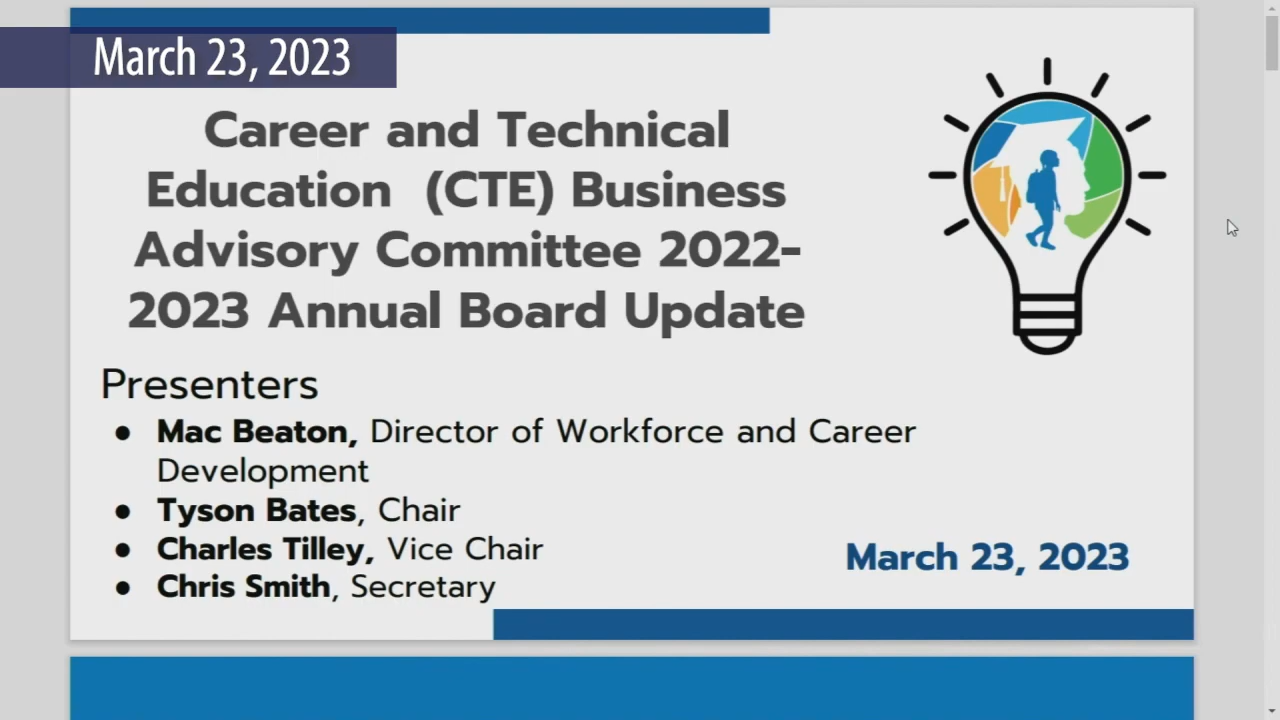 March 23, 2023
Career and Technical
Education (CTE) Business
Advisory Committee 2022-
2023 Annual Board Update
Presenters
● Mac Beaton, Director of Workforce and Career
Development
● Tyson Bates, Chair
● Charles Tilley, Vice Chair
● Chris Smith, Secretary
March 23, 2023